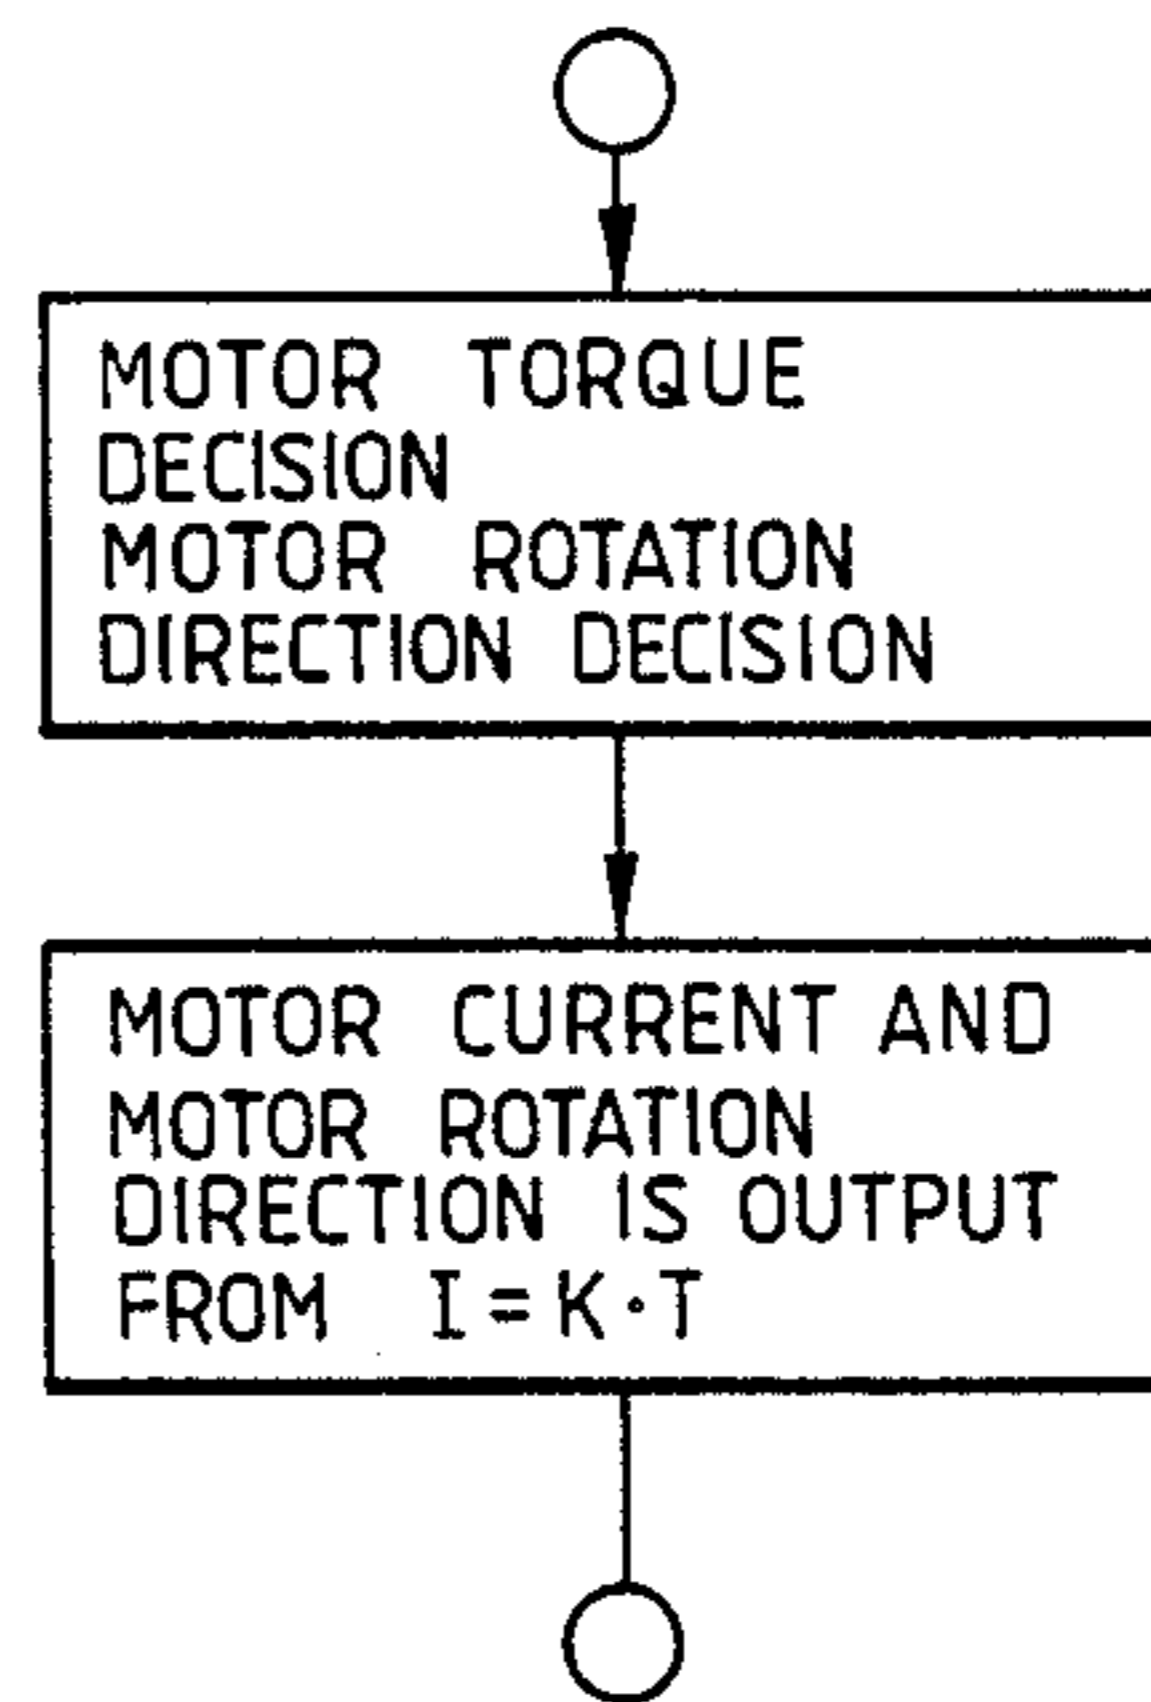 MOTOR TORQUE
DECISION
MOTOR ROTATION
DIRECTION DECISION
MOTOR CURRENT AND
MOTOR ROTATION
DIRECTION IS OUTPUT
FROM I = K · T